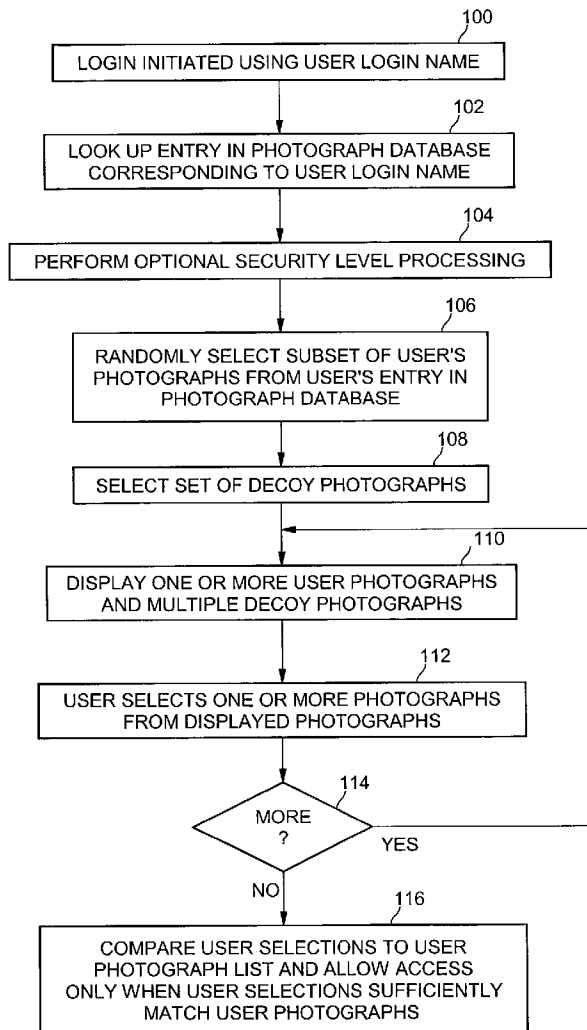 100
LOGIN INITIATED USING USER LOGIN NAME
102
LOOK UP ENTRY IN PHOTOGRAPH DATABASE
CORRESPONDING TO USER LOGIN NAME
104
PERFORM OPTIONAL SECURITY LEVEL PROCESSING
106
RANDOMLY SELECT SUBSET OF USER'S
PHOTOGRAPHS FROM USER'S ENTRY IN
PHOTOGRAPH DATABASE
108
SELECT SET OF DECOY PHOTOGRAPHS
110
DISPLAY ONE OR MORE USER PHOTOGRAPHS
AND MULTIPLE DECOY PHOTOGRAPHS
112
USER SELECTS ONE OR MORE PHOTOGRAPHS
FROM DISPLAYED PHOTOGRAPHS
114
MORE
?
YES
NO
116
COMPARE USER SELECTIONS TO USER
PHOTOGRAPH LIST AND ALLOW ACCESS
ONLY WHEN USER SELECTIONS SUFFICIENTLY
MATCH USER PHOTOGRAPHS